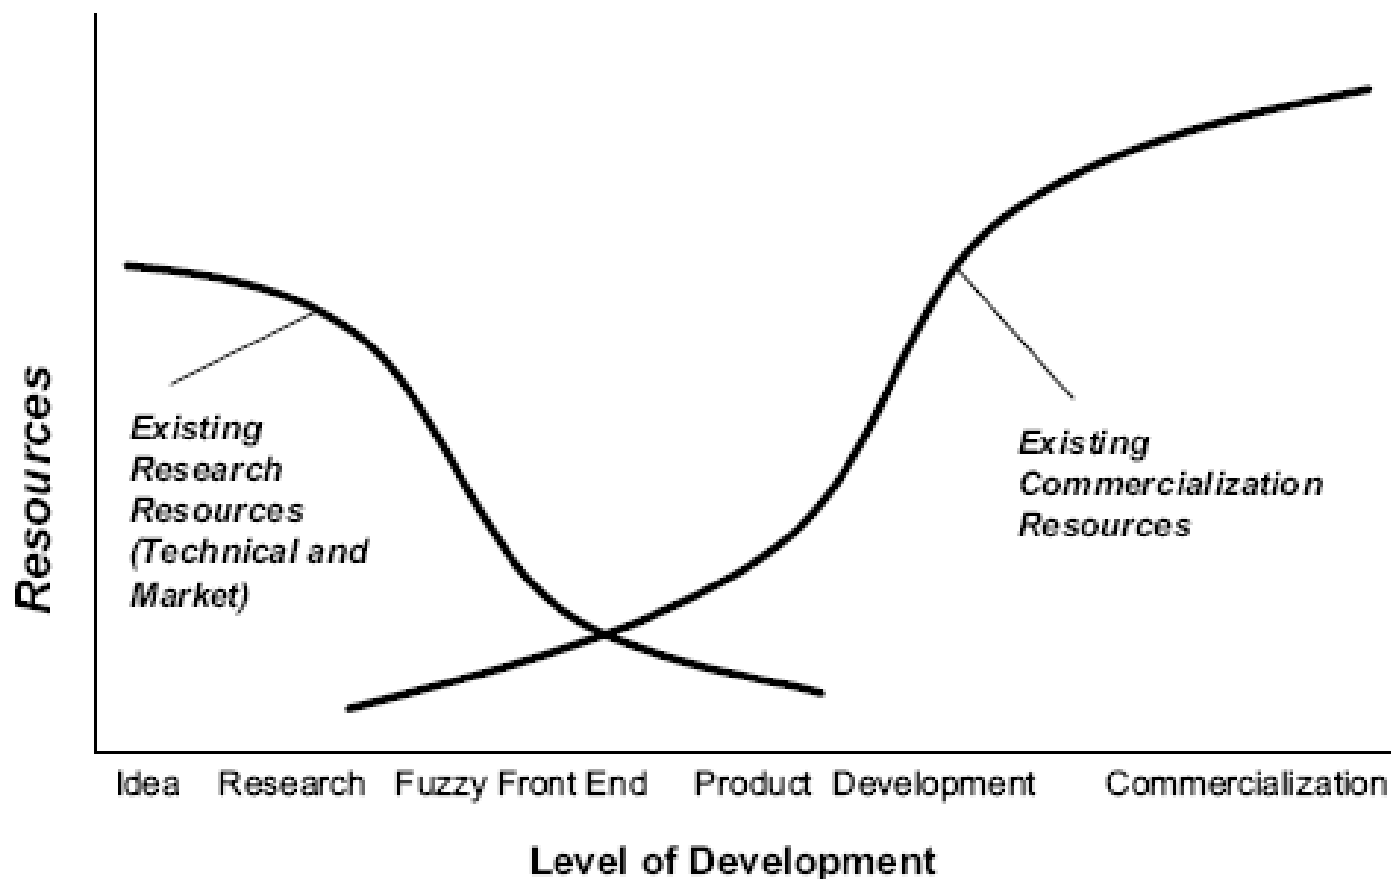 Resources
Existing
Research
Resources
(Technical and
Market)
Existing
Commercialization
Resources
Idea Research Fuzzy Front End Product Development Commercialization
Level of Development